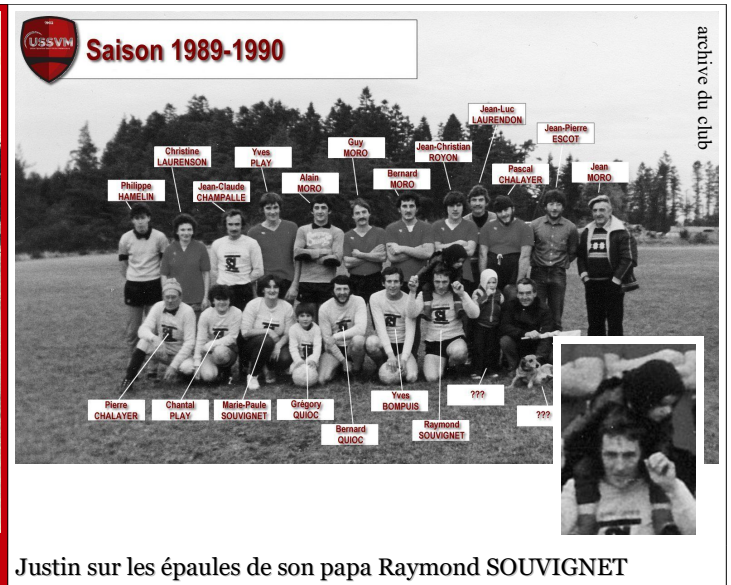 USSVM
Saison 1989-1990
archive du club
Jean-Luc
LAURENDON
Jean-Pierre
ESCOT
Guy
MORO
Jean-Christian
ROYON
Christine
LAURENSON
Yves
PLAY
Bernard
MORO
Pascal
CHALAYER
Jean
MORO
Alain
MORO
Philippe
HAMELIN
Jean-Claude
CHAMPALLE
Pierre
CHALAYER
Chantal
PLAY
Marie-Paule
SOUVIGNET
Grégory
QUIOC
Bernard
QUIOC
Yves
BOMPUIS
Raymond
SOUVIGNET
???
???
Justin sur les épaules de son papa Raymond SOUVIGNET